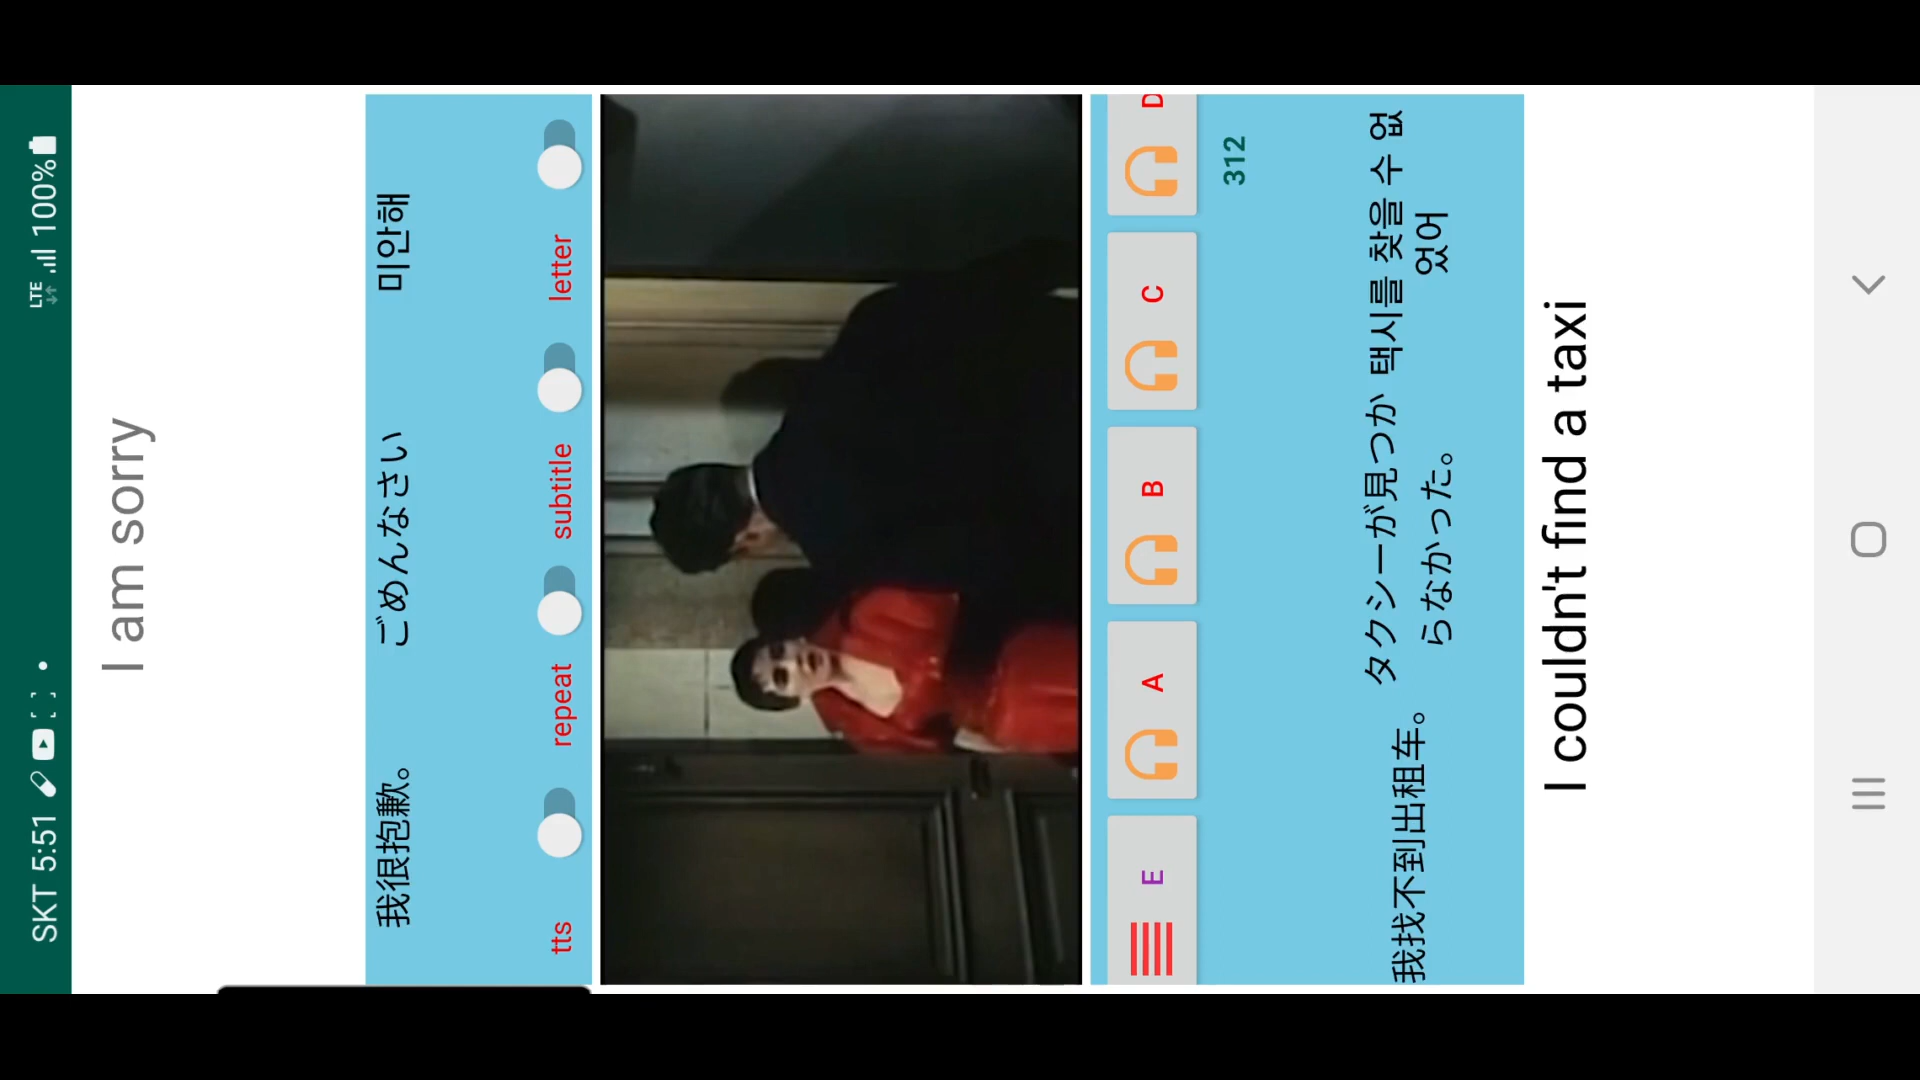 SKT 5:51 LTE 100%
I am sorry
我很抱歉。 ごめんなさい 미안해
tts repeat subtitle letter
E A B C D
312
我找不到出租车。 タクシーが見つか 택시를 찾을 수 없
らなかった。 었어
I couldn't find a taxi